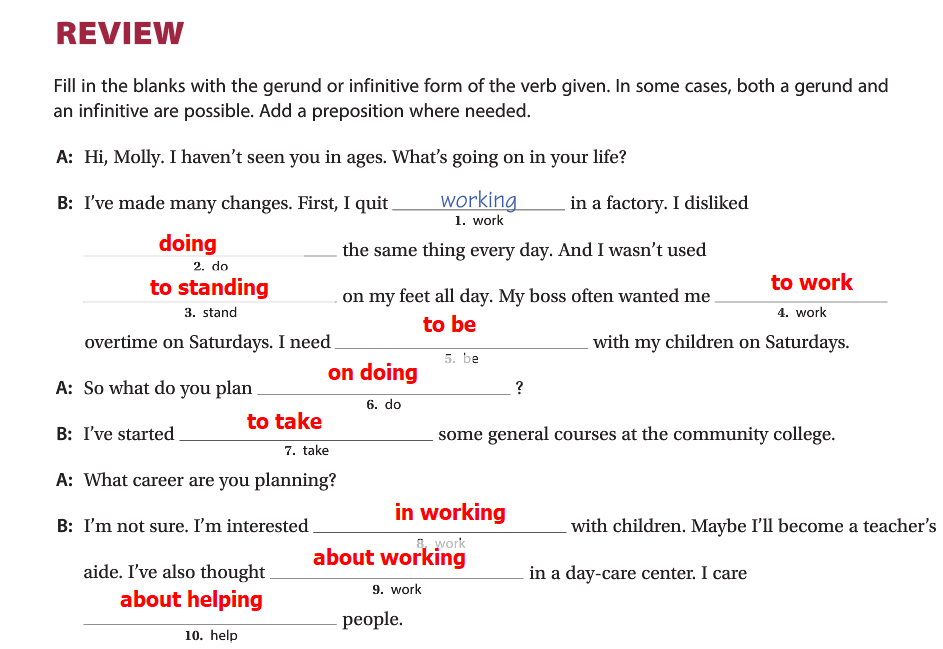 REVIEW
Fill in the blanks with the gerund or infinitive form of the verb given. In some cases, both a gerund and
an infinitive are possible. Add a preposition where needed.
A: Hi, Molly. I haven't seen you in ages. What's going on in your life?
B: I've made many changes. First, I quit working in a factory. I disliked
1. work
doing the same thing every day. And I wasn't used
2. do
to standing on my feet all day. My boss often wanted me to work
3. stand 4. work
overtime on Saturdays. I need to be with my children on Saturdays.
5. be
A: So what do you plan on doing ?
6. do
B: I've started to take some general courses at the community college.
7. take
A: What career are you planning?
B: I'm not sure. I'm interested in working with children. Maybe I'll become a teacher's
8. work
aide. I've also thought about working in a day-care center. I care
9. work
about helping people.
10. help